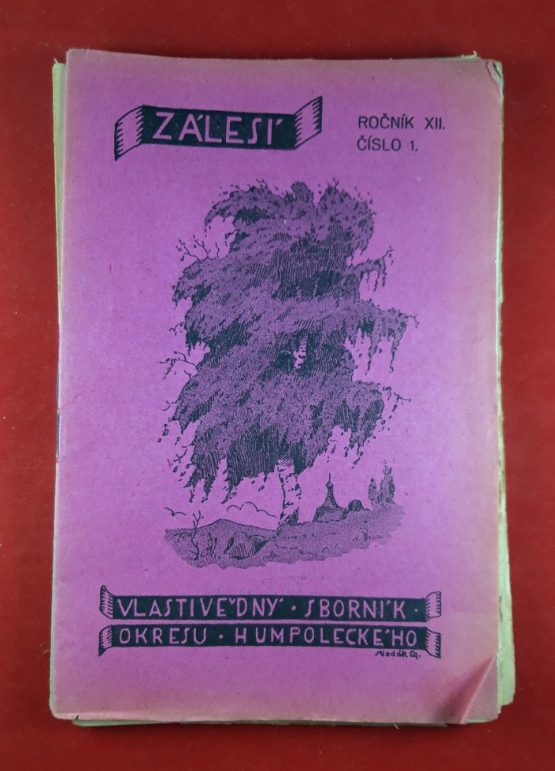 ZÁLESÍ
ROČNÍK XII.
ČÍSLO 1.
VLASTIVĚDNÝ · SBORNÍK ·
OKRESU · HUMPOLECKÉHO